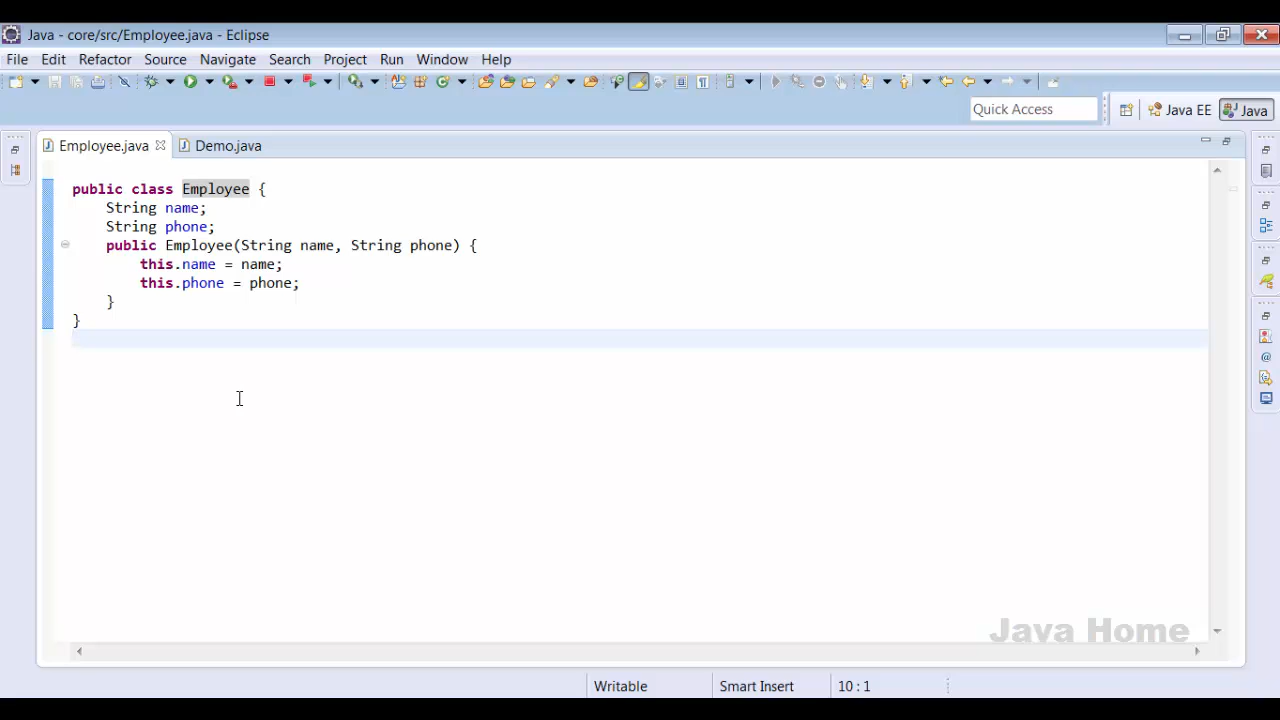 Java - core/src/Employee.java - Eclipse
File Edit Refactor Source Navigate Search Project Run Window Help
Quick Access Java EE Java
Employee.java Demo.java
public class Employee {
String name;
String phone;
public Employee(String name, String phone) {
this.name = name;
this.phone = phone;
}
}
Java Home
Writable Smart Insert 10 : 1